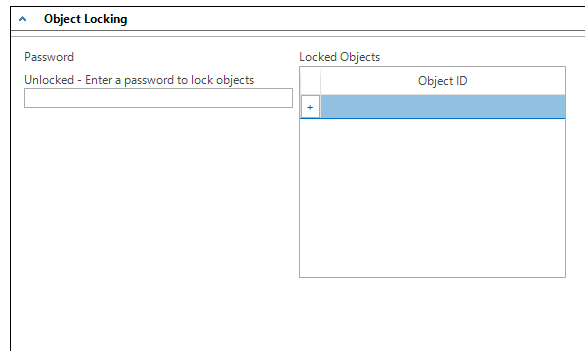 Object Locking
Password
Locked Objects
Unlocked - Enter a password to lock objects
Object ID
+